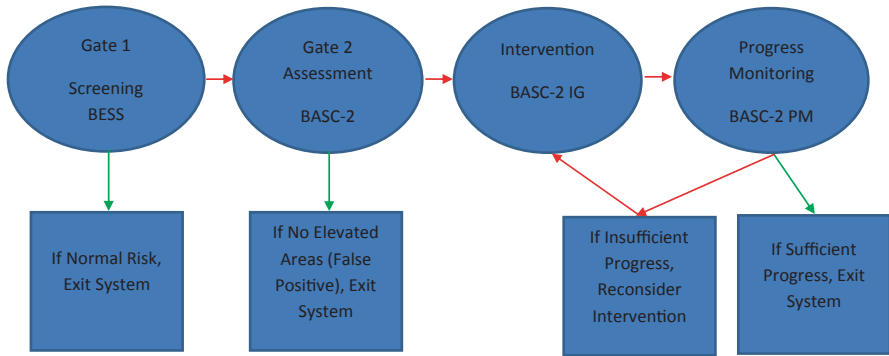 Gate 1
Screening
BESS
Gate 2
Assessment
BASC-2
Intervention
BASC-2 IG
Progress
Monitoring
BASC-2 PM
If Normal Risk,
Exit System
If No Elevated
Areas (False
Positive), Exit
System
If Insufficient
Progress,
Reconsider
Intervention
If Sufficient
Progress, Exit
System